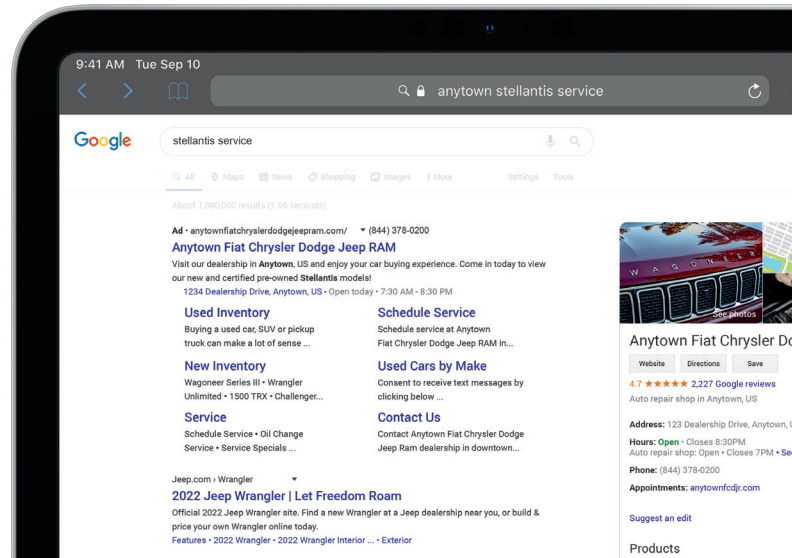 9:41 AM Tue Sep 10
anytown stellantis service
Google
stellantis service
All Maps News Shopping Images More Settings Tools
About 1,090,000 results (1.06 seconds)
Ad • anytownfiatchryslerdodgejeepram.com/ (844) 378-0200
Anytown Fiat Chrysler Dodge Jeep RAM
Visit our dealership in Anytown, US and enjoy your car buying experience. Come in today to view
our new and certified pre-owned Stellantis models!
1234 Dealership Drive, Anytown, US - Open today • 7:30 AM - 8:30 PM
Used Inventory
Buying a used car, SUV or pickup
truck can make a lot of sense ...
Schedule Service
Schedule service at Anytown
Fiat Chrysler Dodge Jeep RAM in...
New Inventory
Wagoneer Series III • Wrangler
Unlimited • 1500 TRX • Challenger...
Used Cars by Make
Consent to receive text messages by
clicking below ...
Service
Schedule Service • Oil Change
Service • Service Specials ...
Contact Us
Contact Anytown Fiat Chrysler Dodge
Jeep Ram dealership in downtown...
Jeep.com › Wrangler
2022 Jeep Wrangler | Let Freedom Roam
Official 2022 Jeep Wrangler site. Find a new Wrangler at a Jeep dealership near you, or build &
price your own Wrangler online today.
Features • 2022 Wrangler • 2022 Wrangler Interior ... • Exterior
WAGONEER
See photos
Anytown Fiat Chrysler Do
Website Directions Save
4.7 ★★★★★ 2,227 Google reviews
Auto repair shop in Anytown, US
Address: 123 Dealership Drive, Anytown, U
Hours: Open • Closes 8:30PM
Auto repair shop: Open • Closes 7PM • Se
Phone: (844) 378-0200
Appointments: anytownfcdjr.com
Suggest an edit
Products